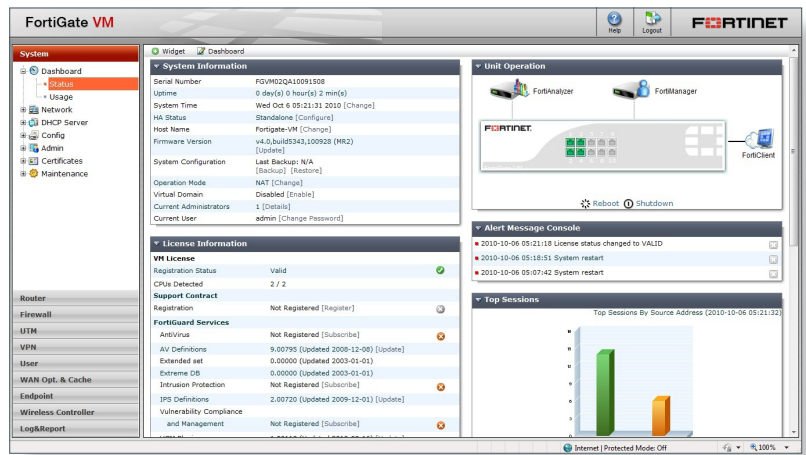 FortiGate VM
Help
Logout
FORTINET
System
Widget
Dashboard
Dashboard
Status
Usage
Network
DHCP Server
Config
Admin
Certificates
Maintenance
Router
Firewall
UTM
VPN
User
WAN Opt. & Cache
Endpoint
Wireless Controller
Log&Report
System Information
Serial Number FGVM02QA10091508
Uptime 0 day(s) 0 hour(s) 2 min(s)
System Time Wed Oct 6 05:21:31 2010 [Change]
HA Status Standalone [Configure]
Host Name Fortigate-VM [Change]
Firmware Version v4.0,build5343,100928 (MR2)
[Update]
System Configuration Last Backup: N/A
[Backup] [Restore]
Operation Mode NAT [Change]
Virtual Domain Disabled [Enable]
Current Administrators 1 [Details]
Current User admin [Change Password]
License Information
VM License
Registration Status Valid
CPUs Detected 2 / 2
Support Contract
Registration Not Registered [Register]
FortiGuard Services
AntiVirus Not Registered [Subscribe]
AV Definitions 9.00795 (Updated 2008-12-08) [Update]
Extended set 0.00000 (Updated 2003-01-01)
Extreme DB 0.00000 (Updated 2003-01-01)
Intrusion Protection Not Registered [Subscribe]
IPS Definitions 2.00720 (Updated 2009-12-01) [Update]
Vulnerability Compliance
and Management Not Registered [Subscribe]
Unit Operation
FortiAnalyzer
FortiManager
FORTINET
FortiClient
Reboot
Shutdown
Alert Message Console
2010-10-06 05:21:18 License status changed to VALID
2010-10-06 05:18:51 System restart
2010-10-06 05:07:42 System restart
Top Sessions
Top Sessions By Source Address (2010-10-06 05:21:32)
Internet | Protected Mode: Off
100%